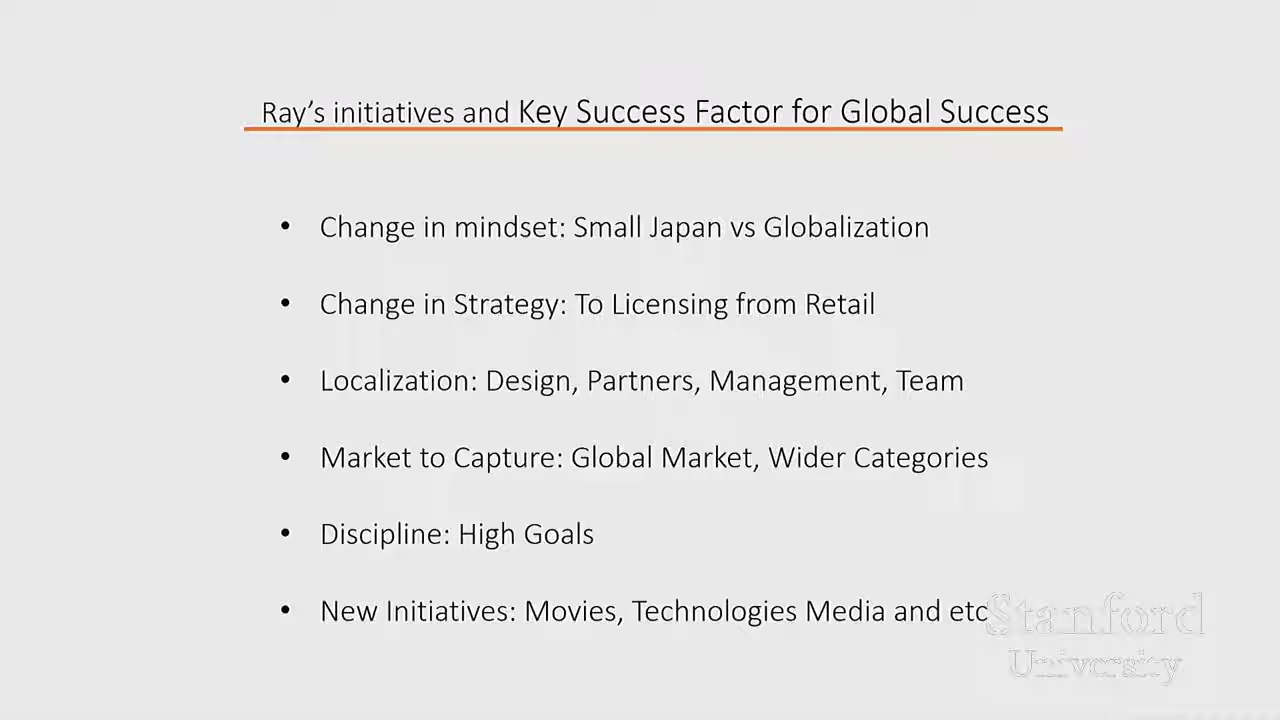 Ray's initiatives and Key Success Factor for Global Success
• Change in mindset: Small Japan vs Globalization
• Change in Strategy: To Licensing from Retail
• Localization: Design, Partners, Management, Team
• Market to Capture: Global Market, Wider Categories
• Discipline: High Goals
• New Initiatives: Movies, Technologies Media and etc
Stanford
University